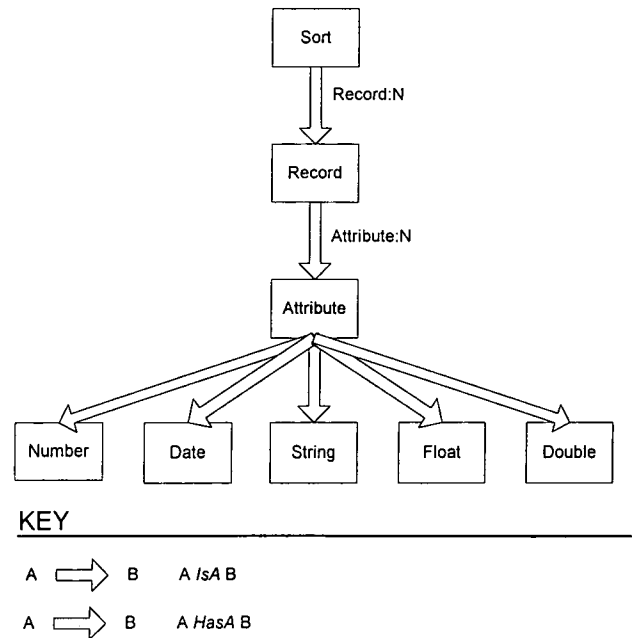 Sort
Record:N
Record
Attribute:N
Attribute
Number
Date
String
Float
Double
KEY
A B A IsA B
A B A HasA B